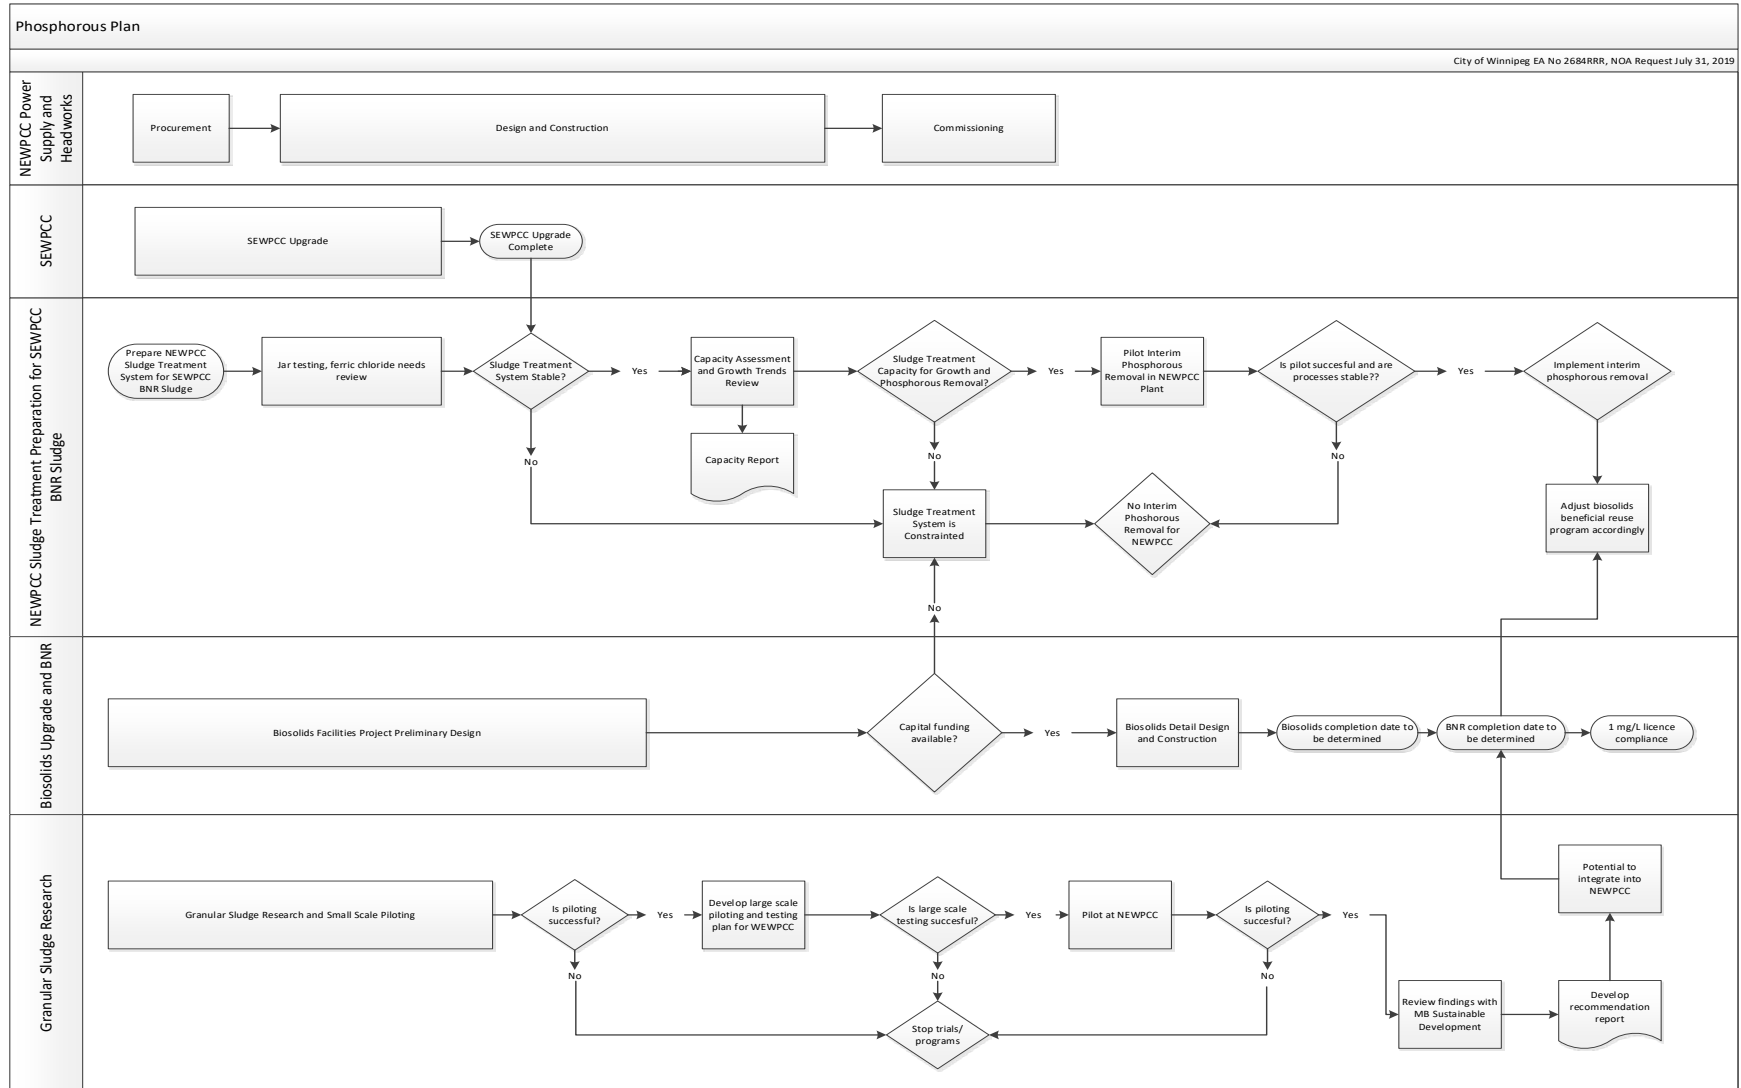 Phosphorous Plan
City of Winnipeg EA No 2684RRR, NOA Request July 31, 2019
NEWPCC Power
Supply and
Headworks
Procurement
Design and Construction
Commissioning
SEWPCC
SEWPCC Upgrade
SEWPCC Upgrade
Complete
NEWPCC Sludge Treatment Preparation for SEWPCC
BNR Sludge
Prepare NEWPCC
Sludge Treatment
System for SEWPCC
BNR Sludge
Jar testing, ferric chloride needs
review
Sludge Treatment
System Stable?
Yes
No
Capacity Assessment
and Growth Trends
Review
Capacity Report
Sludge Treatment
Capacity for Growth and
Phosphorous Removal?
Yes
No
Sludge Treatment
System is
Constrainted
Pilot Interim
Phosphorous
Removal in NEWPCC
Plant
Is pilot succesful and are
processes stable??
Yes
No
No Interim
Phoshorous
Removal for
NEWPCC
Implement interim
phosphorous removal
Adjust biosolids
beneficial reuse
program accordingly
No
Biosolids Upgrade and BNR
Biosolids Facilities Project Preliminary Design
Capital funding
available?
Yes
Biosolids Detail Design
and Construction
Biosolids completion date to
be determined
BNR completion date to
be determined
1 mg/L licence
compliance
Granular Sludge Research
Granular Sludge Research and Small Scale Piloting
Is piloting
successful?
Yes
No
Develop large scale
piloting and testing
plan for WEWPCC
Is large scale
testing succesful?
Yes
No
Stop trials/
programs
Pilot at NEWPCC
Is piloting
succesful?
Yes
No
Review findings with
MB Sustainable
Development
Develop
recommendation
report
Potential to
integrate into
NEWPCC